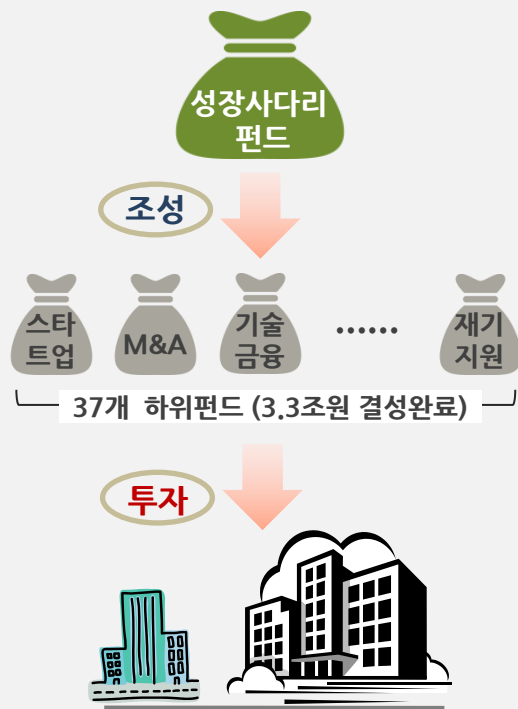 성장사다리
펀드
조성
스타
트업
M&A
기술
금융
......
재기
지원
37개 하위펀드 (3.3조원 결성완료)
투자